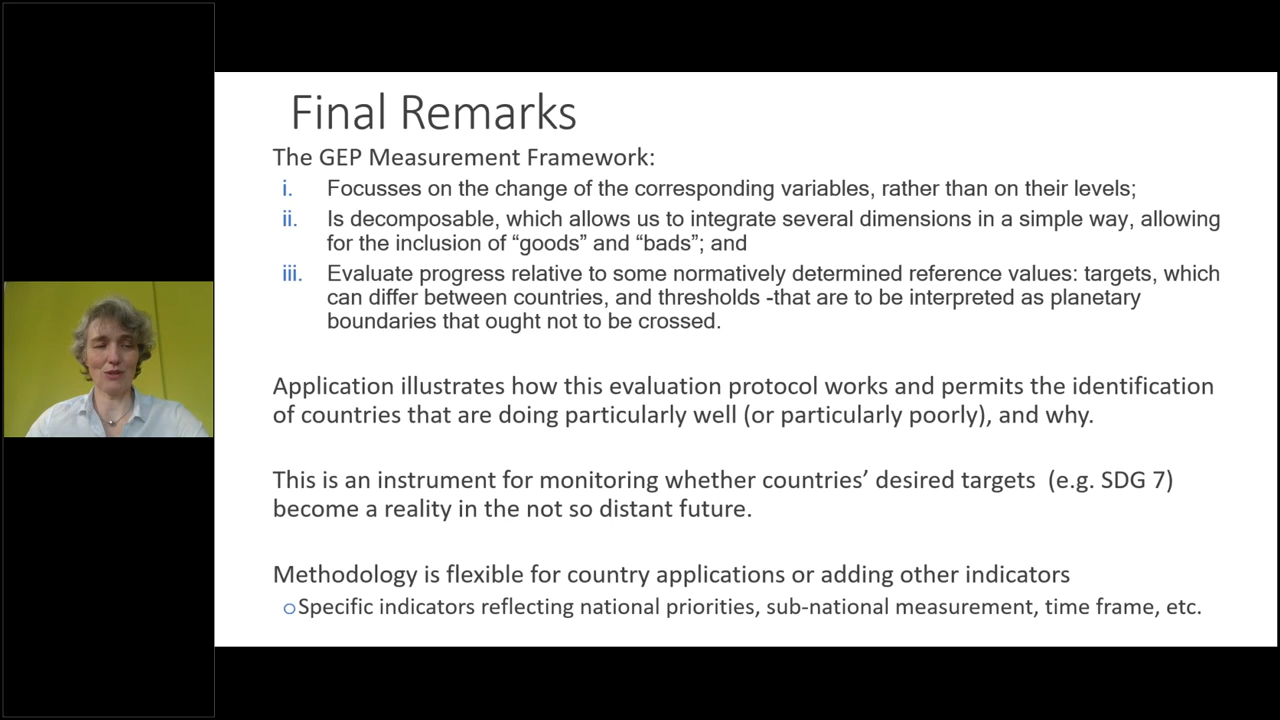 Final Remarks
The GEP Measurement Framework:
i. Focusses on the change of the corresponding variables, rather than on their levels;
ii. Is decomposable, which allows us to integrate several dimensions in a simple way, allowing
for the inclusion of “goods” and “bads”; and
iii. Evaluate progress relative to some normatively determined reference values: targets, which
can differ between countries, and thresholds -that are to be interpreted as planetary
boundaries that ought not to be crossed.
Application illustrates how this evaluation protocol works and permits the identification
of countries that are doing particularly well (or particularly poorly), and why.
This is an instrument for monitoring whether countries’ desired targets (e.g. SDG 7)
become a reality in the not so distant future.
Methodology is flexible for country applications or adding other indicators
oSpecific indicators reflecting national priorities, sub-national measurement, time frame, etc.